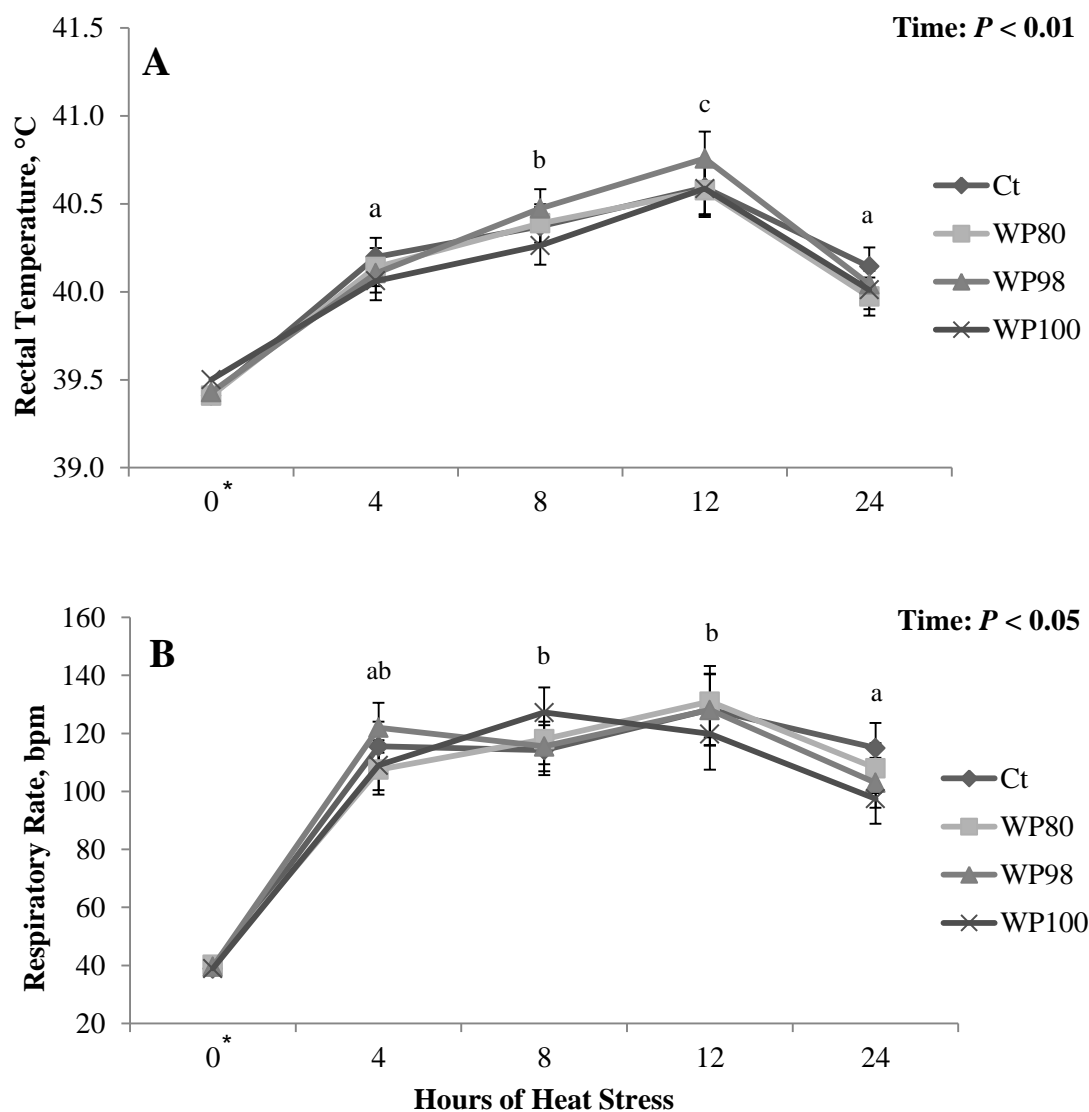 Time: P < 0.01
A
41.5
41.0
40.5
40.0
39.5
39.0
Rectal Temperature, °C
a
b
c
a
Ct
WP80
WP98
WP100
0* 4 8 12 24
Time: P < 0.05
B
160
140
120
100
80
60
40
20
Respiratory Rate, bpm
ab
b
b
a
Ct
WP80
WP98
WP100
0* 4 8 12 24
Hours of Heat Stress